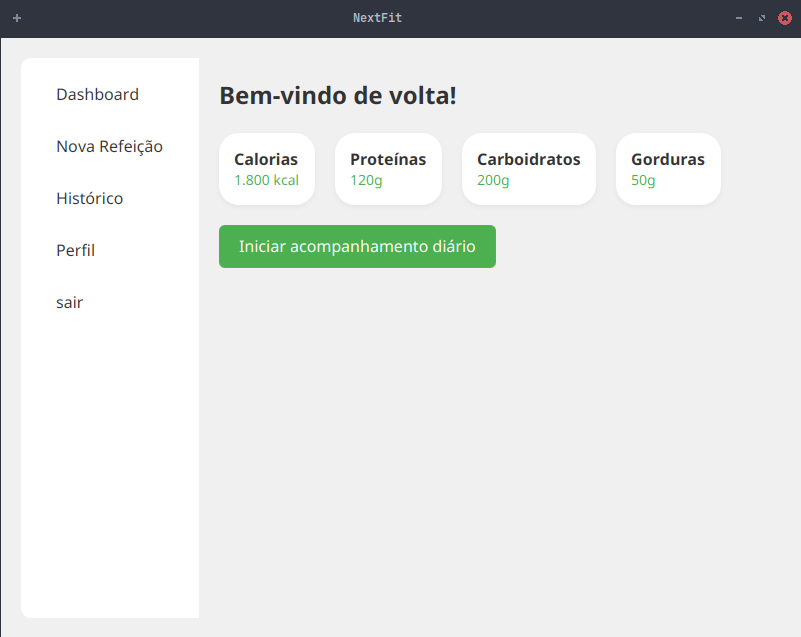 NextFit
Dashboard
Nova Refeição
Histórico
Perfil
sair
Bem-vindo de volta!
Calorias
1.800 kcal
Proteínas
120g
Carboidratos
200g
Gorduras
50g
Iniciar acompanhamento diário